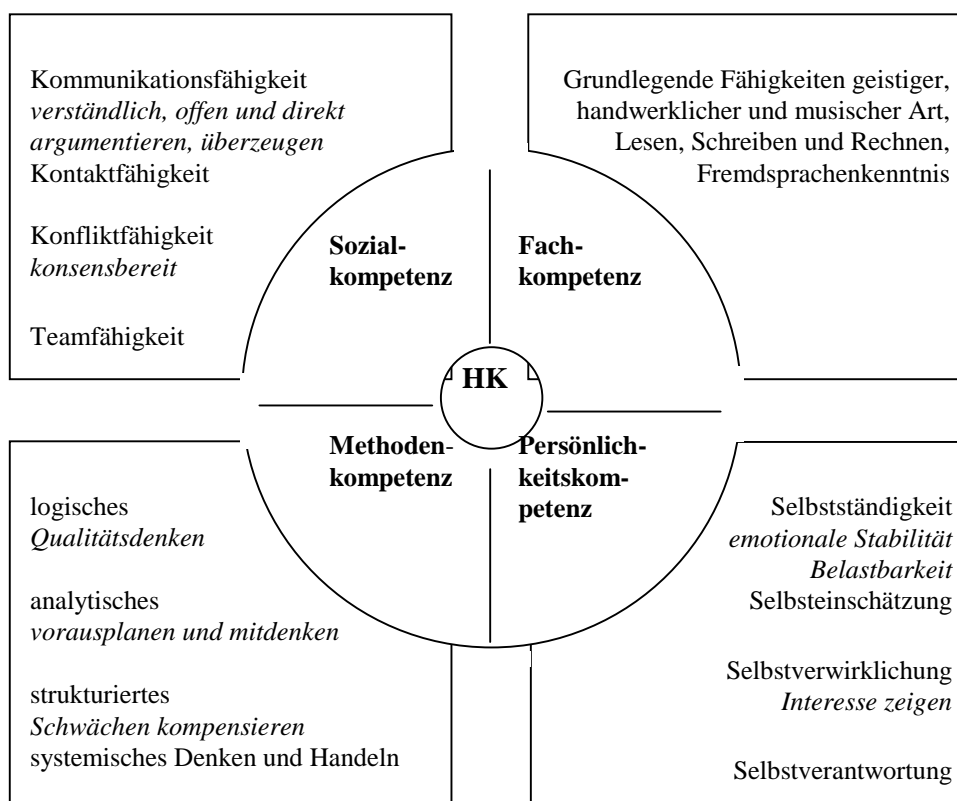 Kommunikationsfähigkeit
verständlich, offen und direkt
argumentieren, überzeugen
Kontaktfähigkeit
Konfliktfähigkeit
konsensbereit
Teamfähigkeit
Grundlegende Fähigkeiten geistiger,
handwerklicher und musischer Art,
Lesen, Schreiben und Rechnen,
Fremdsprachenkenntnis
Sozial-
kompetenz
Fach-
kompetenz
HK
Methoden-
kompetenz
Persönlich-
keitskom-
petenz
logisches
Qualitätsdenken
analytisches
vorausplanen und mitdenken
strukturiertes
Schwächen kompensieren
systemisches Denken und Handeln
Selbstständigkeit
emotionale Stabilität
Belastbarkeit
Selbsteinschätzung
Selbstverwirklichung
Interesse zeigen
Selbstverantwortung